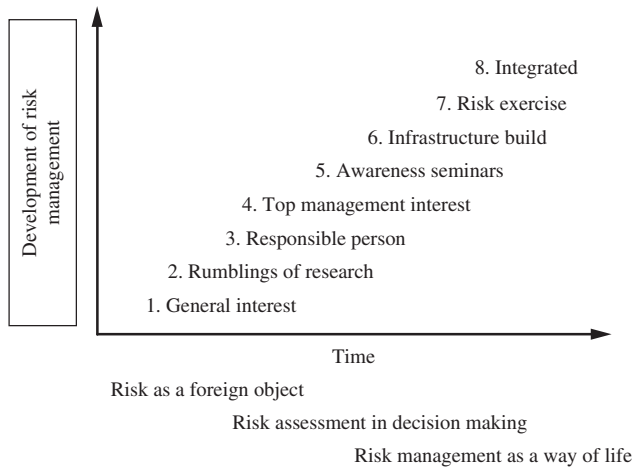 Development of risk
management
8. Integrated
7. Risk exercise
6. Infrastructure build
5. Awareness seminars
4. Top management interest
3. Responsible person
2. Rumblings of research
1. General interest
Time
Risk as a foreign object
Risk assessment in decision making
Risk management as a way of life